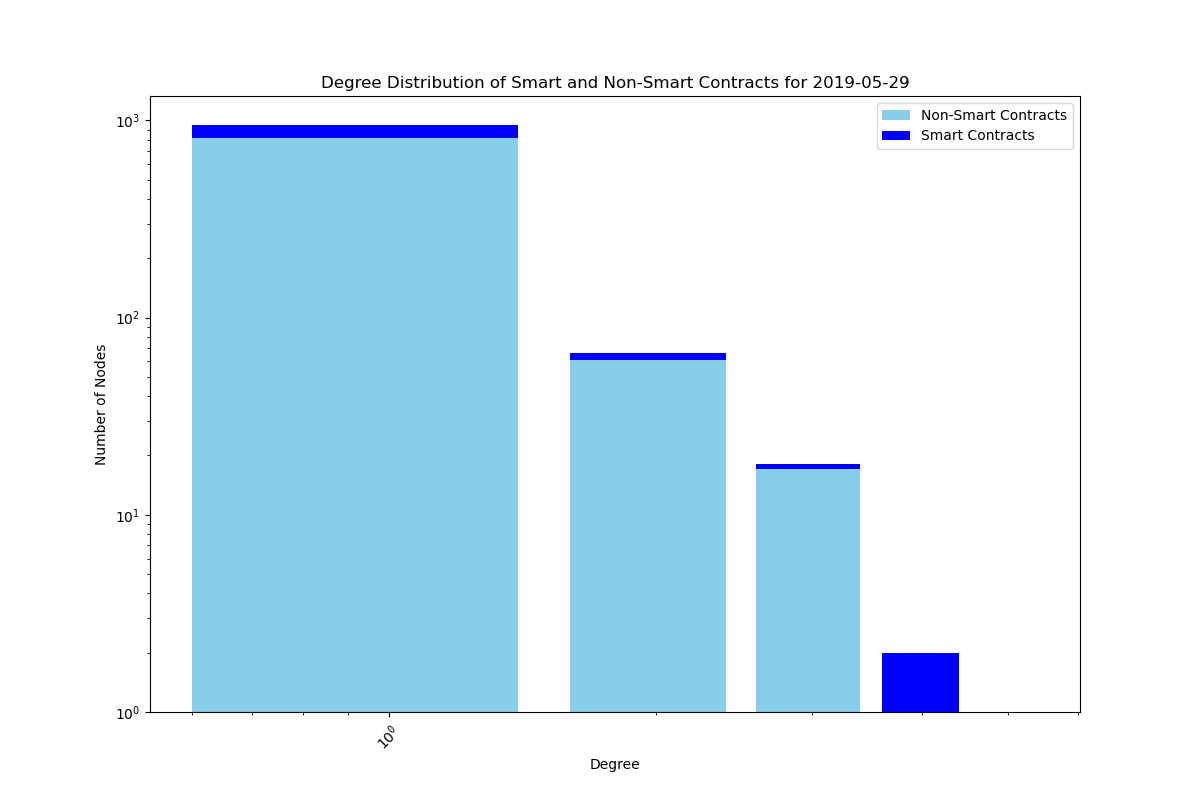 Degree Distribution of Smart and Non-Smart Contracts for 2019-05-29
Non-Smart Contracts
Smart Contracts
10³
10²
10¹
10⁰
Number of Nodes
10⁰
Degree